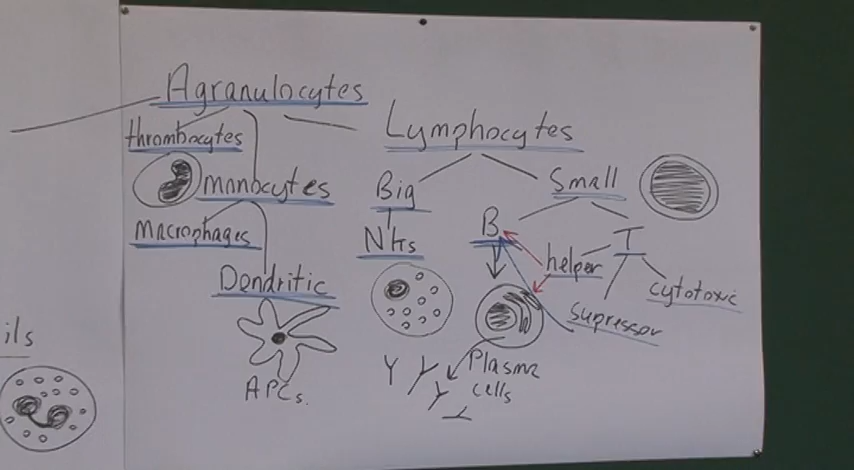 Agranulocytes
thrombocytes
monocytes
Macrophages
Dendritic
APCs.
Lymphocytes
Big
NKs
Small
B
T
helper
supressor
cytotoxic
Plasma
cells
ils